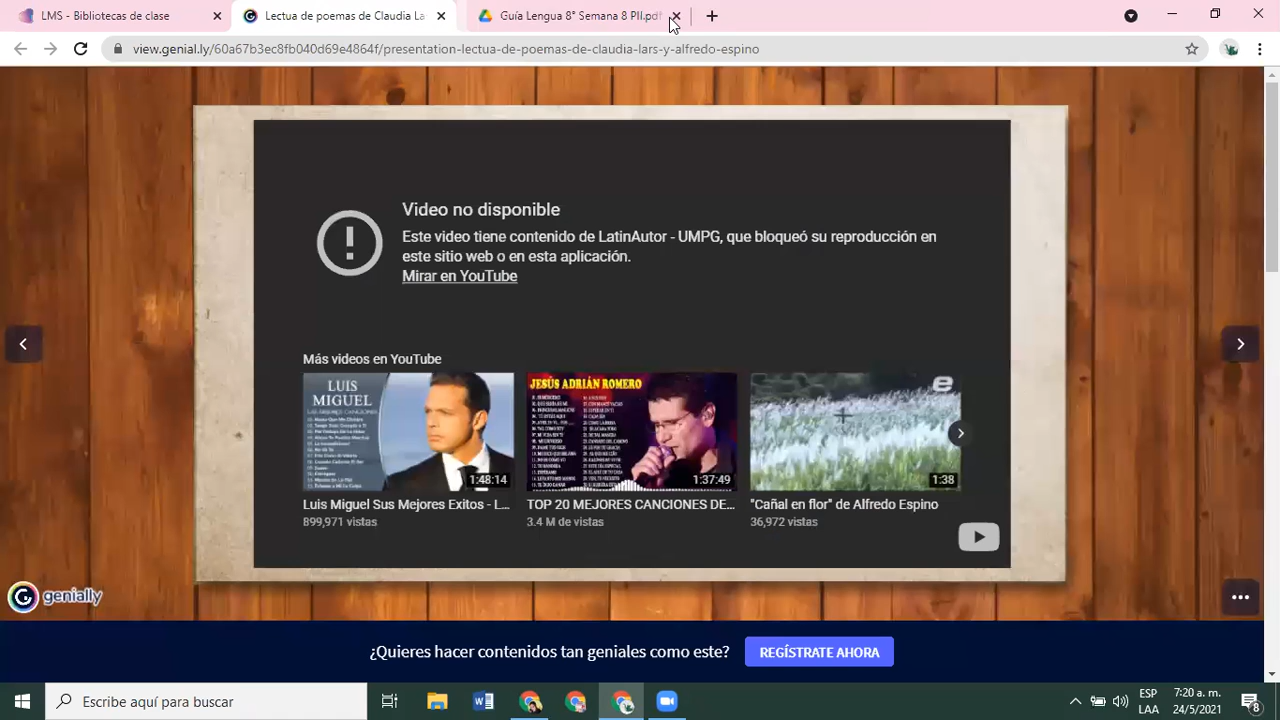 LMS - Bibliotecas de clase
Lectua de poemas de Claudia La
Guía Lengua 8° Semana 8 PII.pdf
view.genial.ly/60a67b3ec8fb040d69e4364f/presentation-lectua-de-poemas-de-claudia-lars-y-alfredo-espino
Video no disponible
Este video tiene contenido de LatinAutor - UMPG, que bloqueó su reproducción en
este sitio web o en esta aplicación.
Mirar en YouTube
Más videos en YouTube
LUIS
MIGUEL
JESÚS ADRIÁN ROMERO
1:48:14
1:37:49
1:38
Luis Miguel Sus Mejores Exitos - L...
TOP 20 MEJORES CANCIONES DE...
"Cañal en flor" de Alfredo Espino
899,971 vistas
3.4 M de vistas
36,972 vistas
genially
¿Quieres hacer contenidos tan geniales como este?
REGÍSTRATE AHORA
Escribe aquí para buscar
ESP
LAA
7:20 a. m.
24/5/2021
8